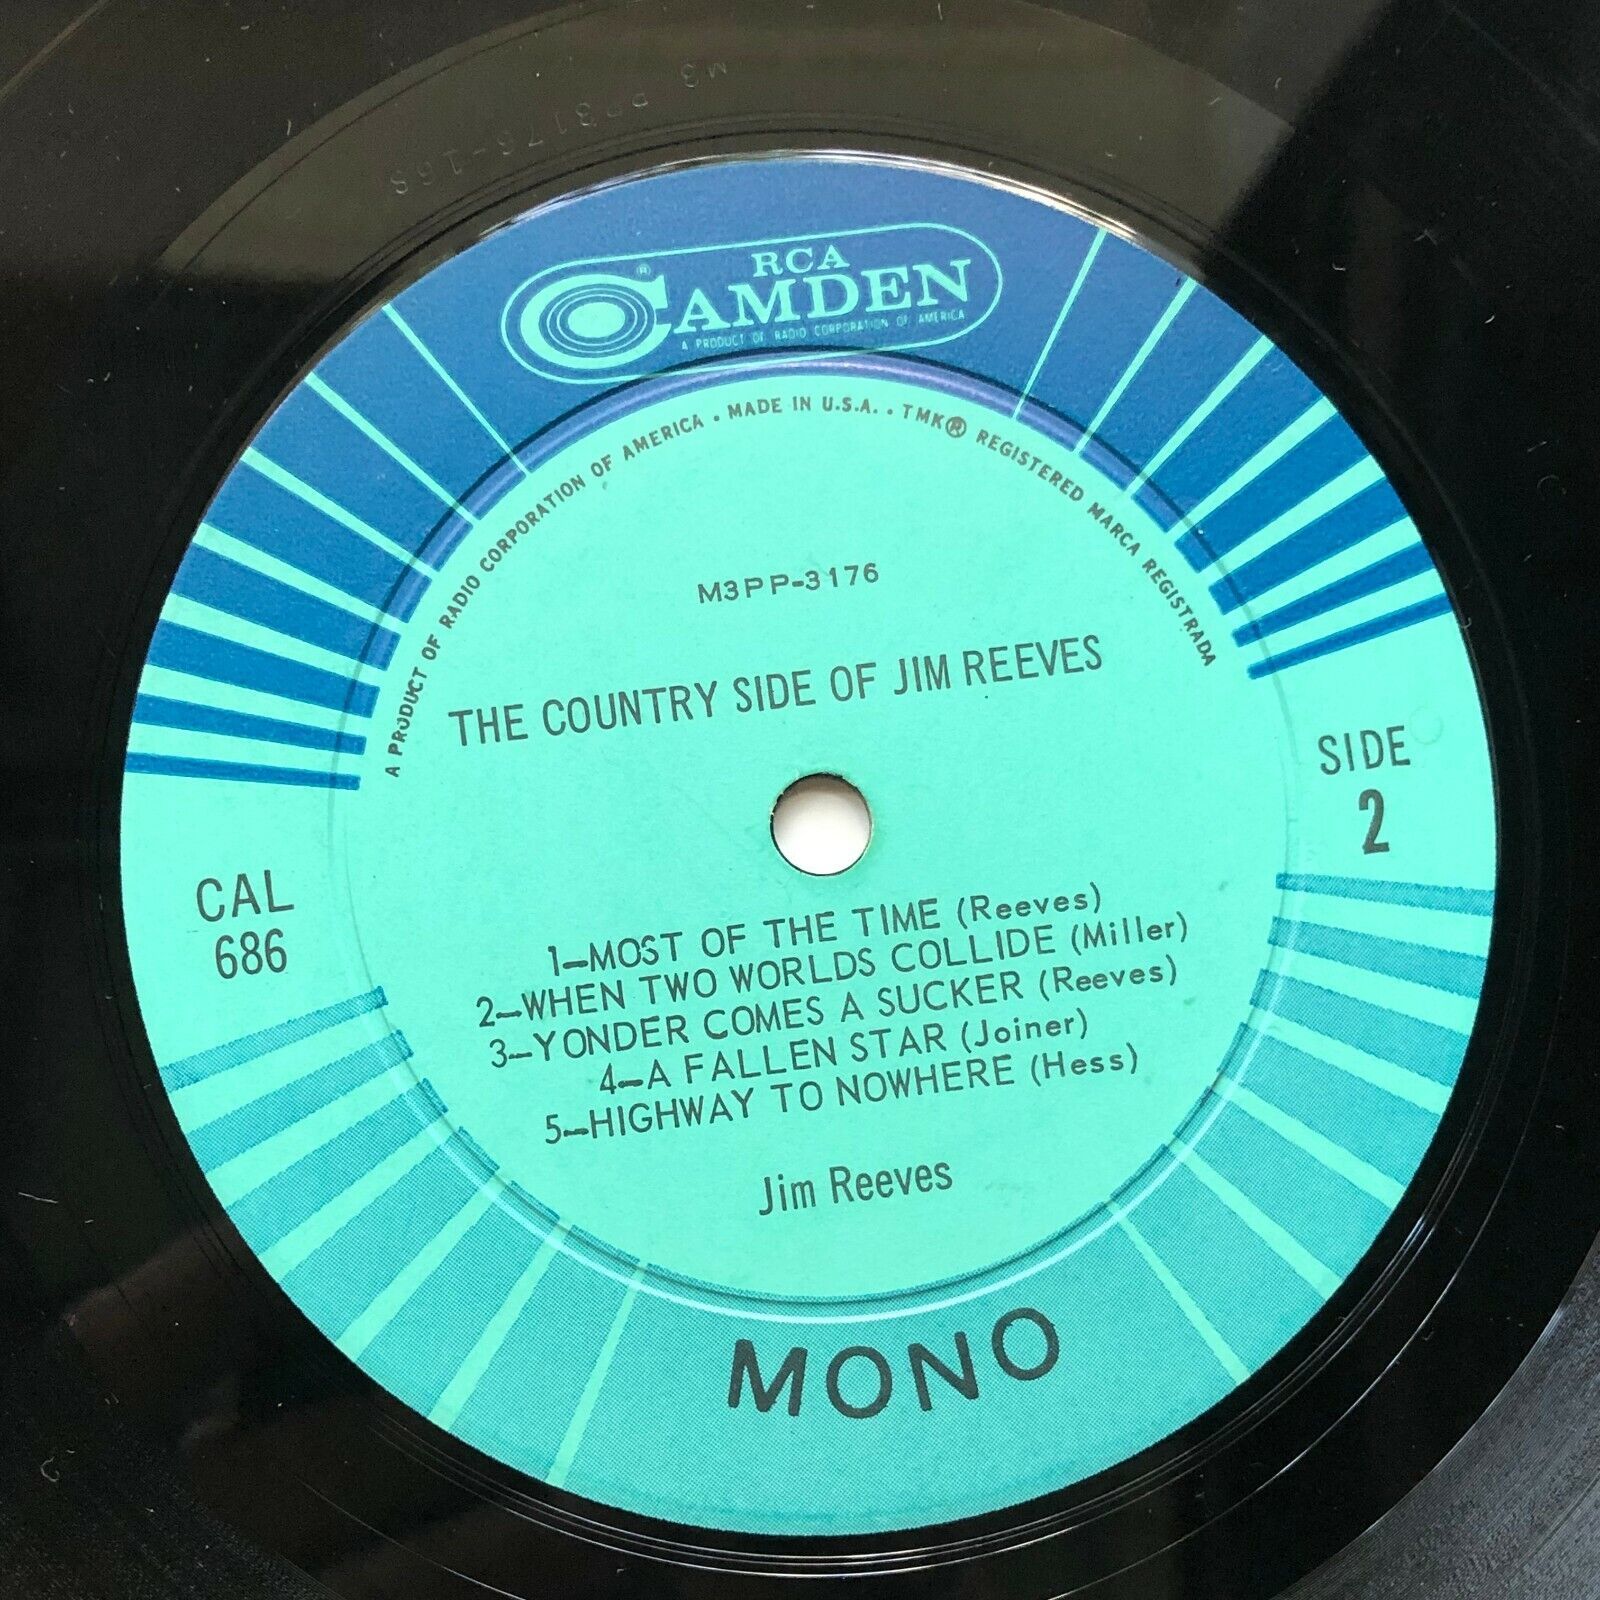 RCA
CAMDEN®
A PRODUCT OF RADIO CORPORATION OF AMERICA
A PRODUCT OF RADIO CORPORATION OF AMERICA • MADE IN U.S.A. • TMK® REGISTERED MARCA REGISTRADA
M3PP-3176
THE COUNTRY SIDE OF JIM REEVES
SIDE
2
CAL
686
1—MOST OF THE TIME (Reeves)
2—WHEN TWO WORLDS COLLIDE (Miller)
3—YONDER COMES A SUCKER (Reeves)
4—A FALLEN STAR (Joiner)
5—HIGHWAY TO NOWHERE (Hess)
Jim Reeves
MONO